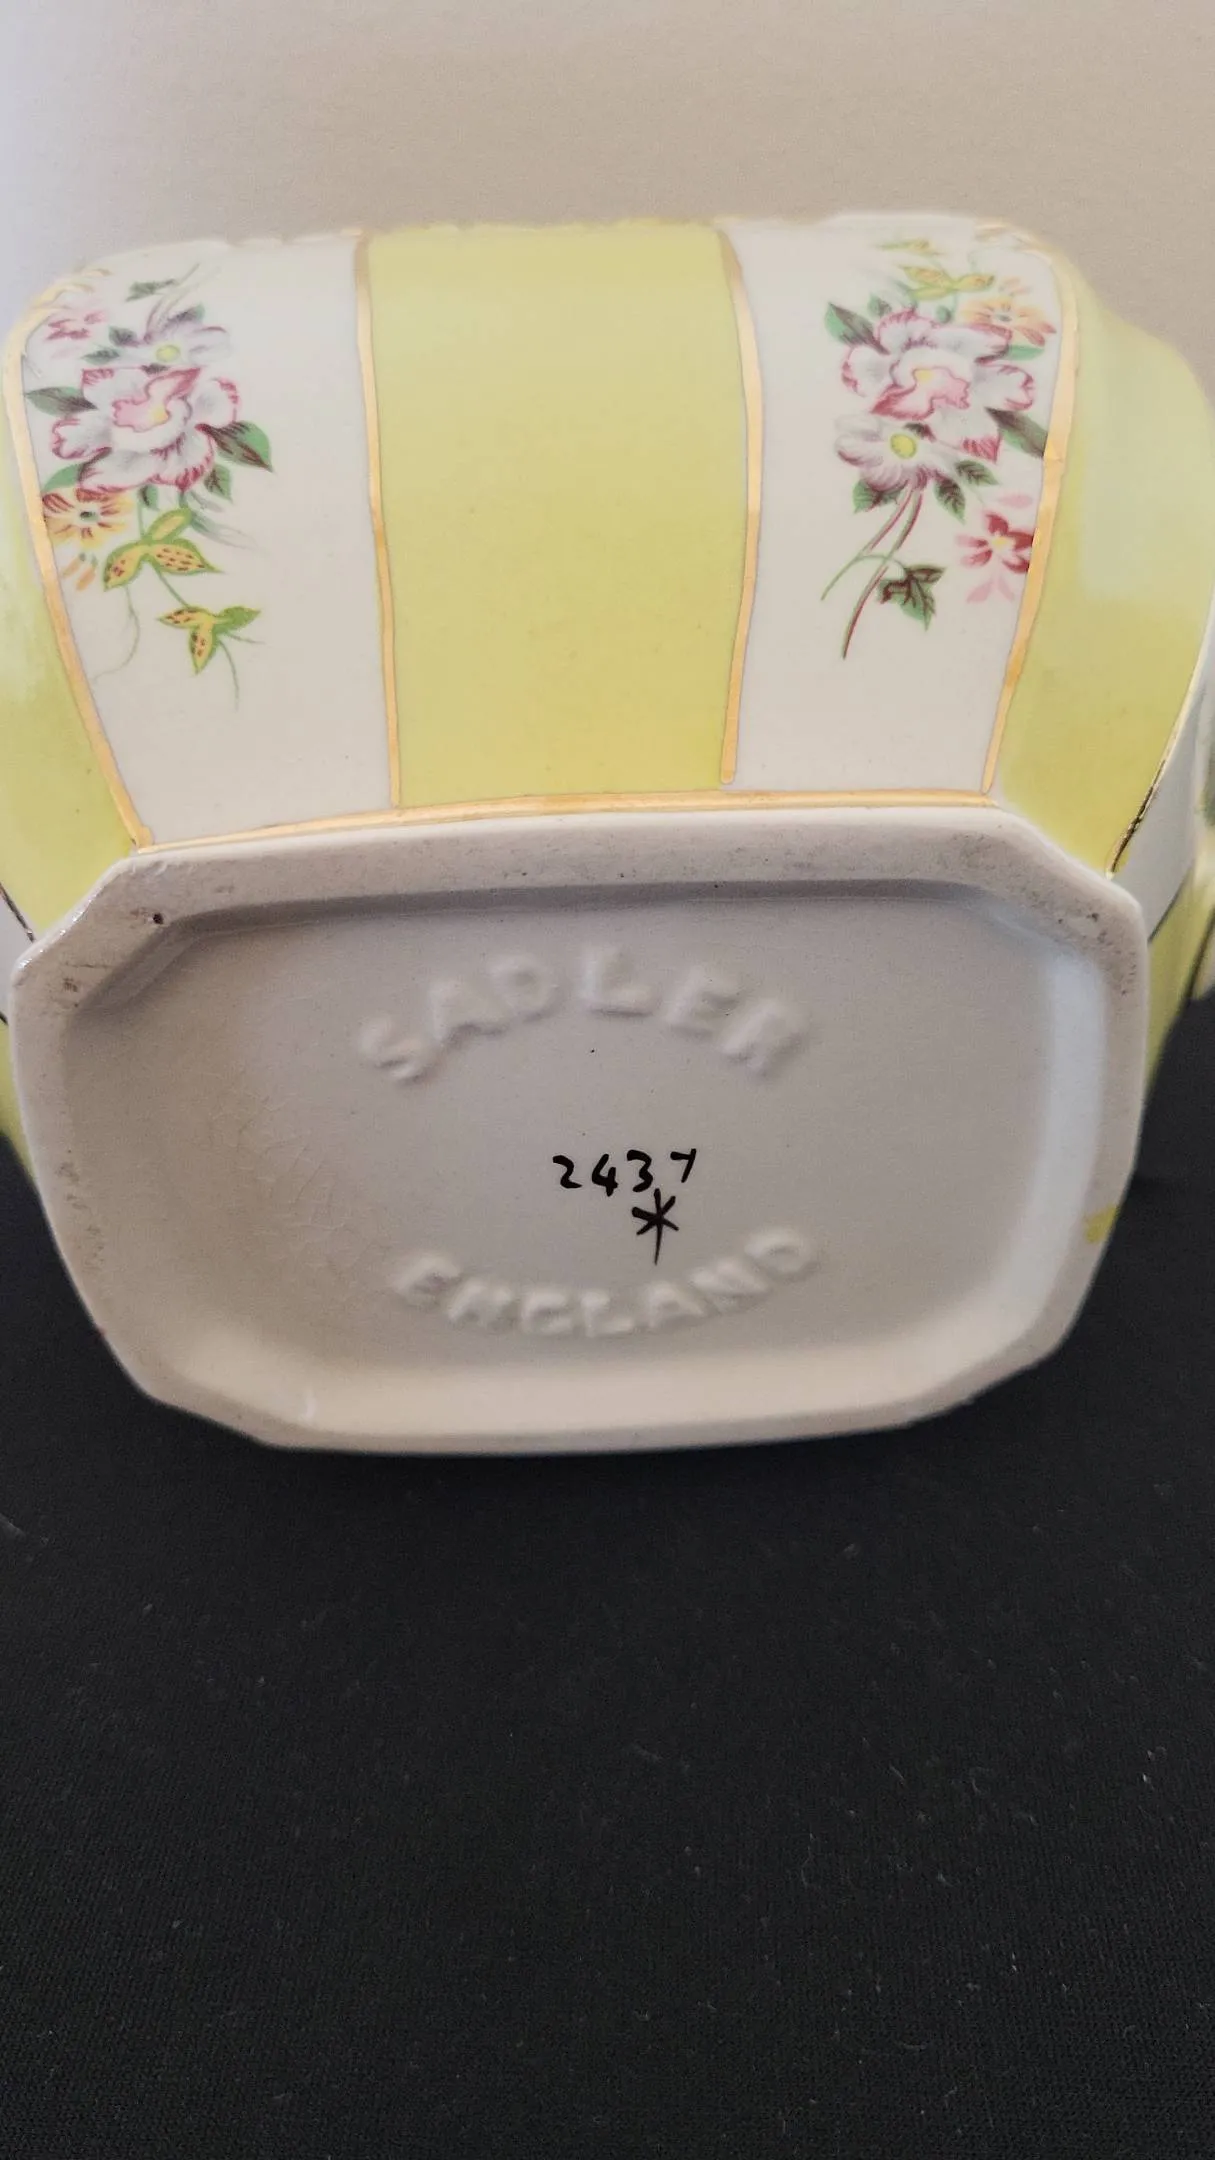 SADLER
2437
*
ENGLAND